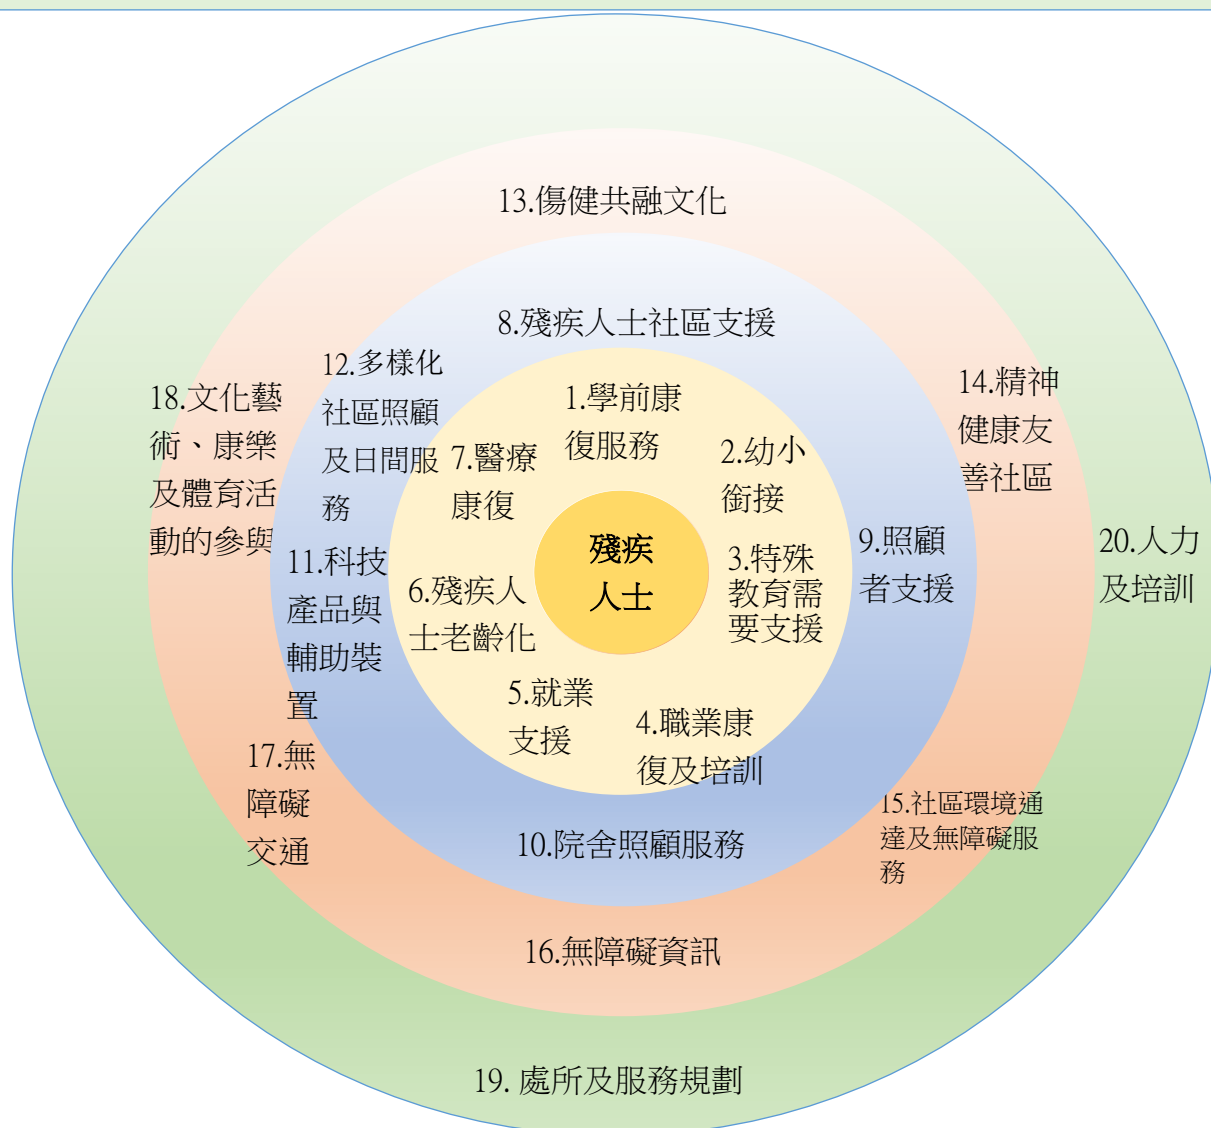 13.傷健共融文化
8.殘疾人士社區支援
12.多樣化
社區照顧
及日間服
務
18.文化藝
術、康樂
及體育活
動的參與
1.學前康
復服務
2.幼小
銜接
14.精神
健康友
善社區
7.醫療
康復
殘疾
人士
3.特殊
教育需
要支援
9.照顧
者支援
20.人力
及培訓
11.科技
產品與
輔助裝
置
6.殘疾人
士老齡化
5.就業
支援
4.職業康
復及培訓
17.無
障礙
交通
10.院舍照顧服務
15.社區環境通
達及無障礙服
務
16.無障礙資訊
19. 處所及服務規劃